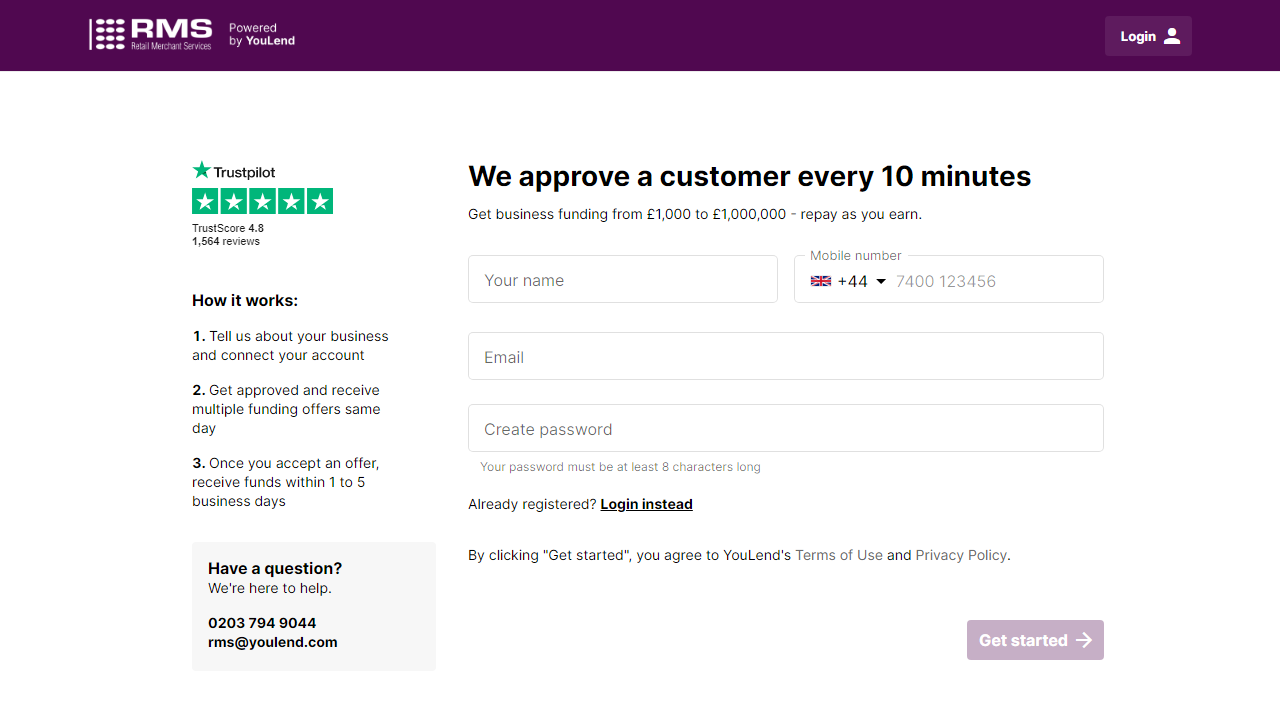 RMS
Retail Merchant Services
Powered
by YouLend
Login
Trustpilot
TrustScore 4.8
1,564 reviews
How it works:
1. Tell us about your business
and connect your account
2. Get approved and receive
multiple funding offers same
day
3. Once you accept an offer,
receive funds within 1 to 5
business days
Have a question?
We're here to help.
0203 794 9044
rms@youlend.com
We approve a customer every 10 minutes
Get business funding from £1,000 to £1,000,000 - repay as you earn.
Your name
Mobile number
+44 7400 123456
Email
Create password
Your password must be at least 8 characters long
Already registered? Login instead
By clicking "Get started", you agree to YouLend's Terms of Use and Privacy Policy.
Get started